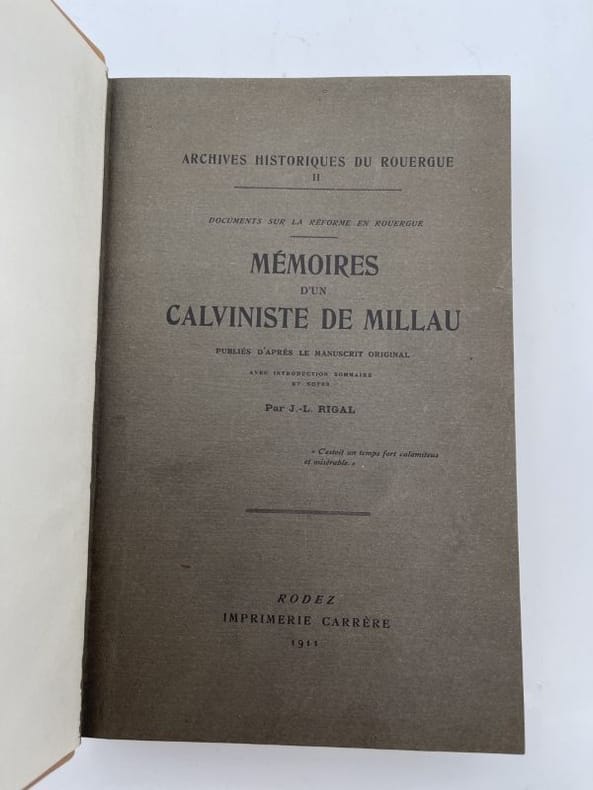 ARCHIVES HISTORIQUES DU ROUERGUE
II
DOCUMENTS SUR LA RÉFORME EN ROUERGUE
MÉMOIRES
D'UN
CALVINISTE DE MILLAU
PUBLIÉS D'APRÈS LE MANUSCRIT ORIGINAL
AVEC INTRODUCTION SOMMAIRE
ET NOTES
Par J.-L. RIGAL
« C'estoit un temps fort calamiteus
et misérable. »
RODEZ
IMPRIMERIE CARRÈRE
1911